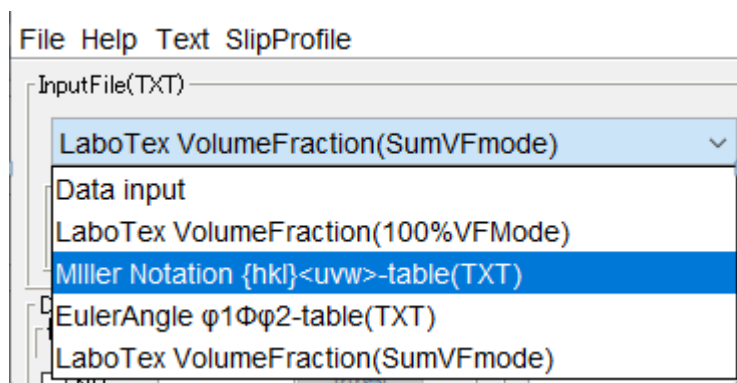 File Help Text SlipProfile
InputFile(TXT)
LaboTex VolumeFraction(SumVFmode)
Data input
LaboTex VolumeFraction(100%VFMode)
MIller Notation {hkl}<uvw>-table(TXT)
EulerAngle φ1Φφ2-table(TXT)
LaboTex VolumeFraction(SumVFmode)